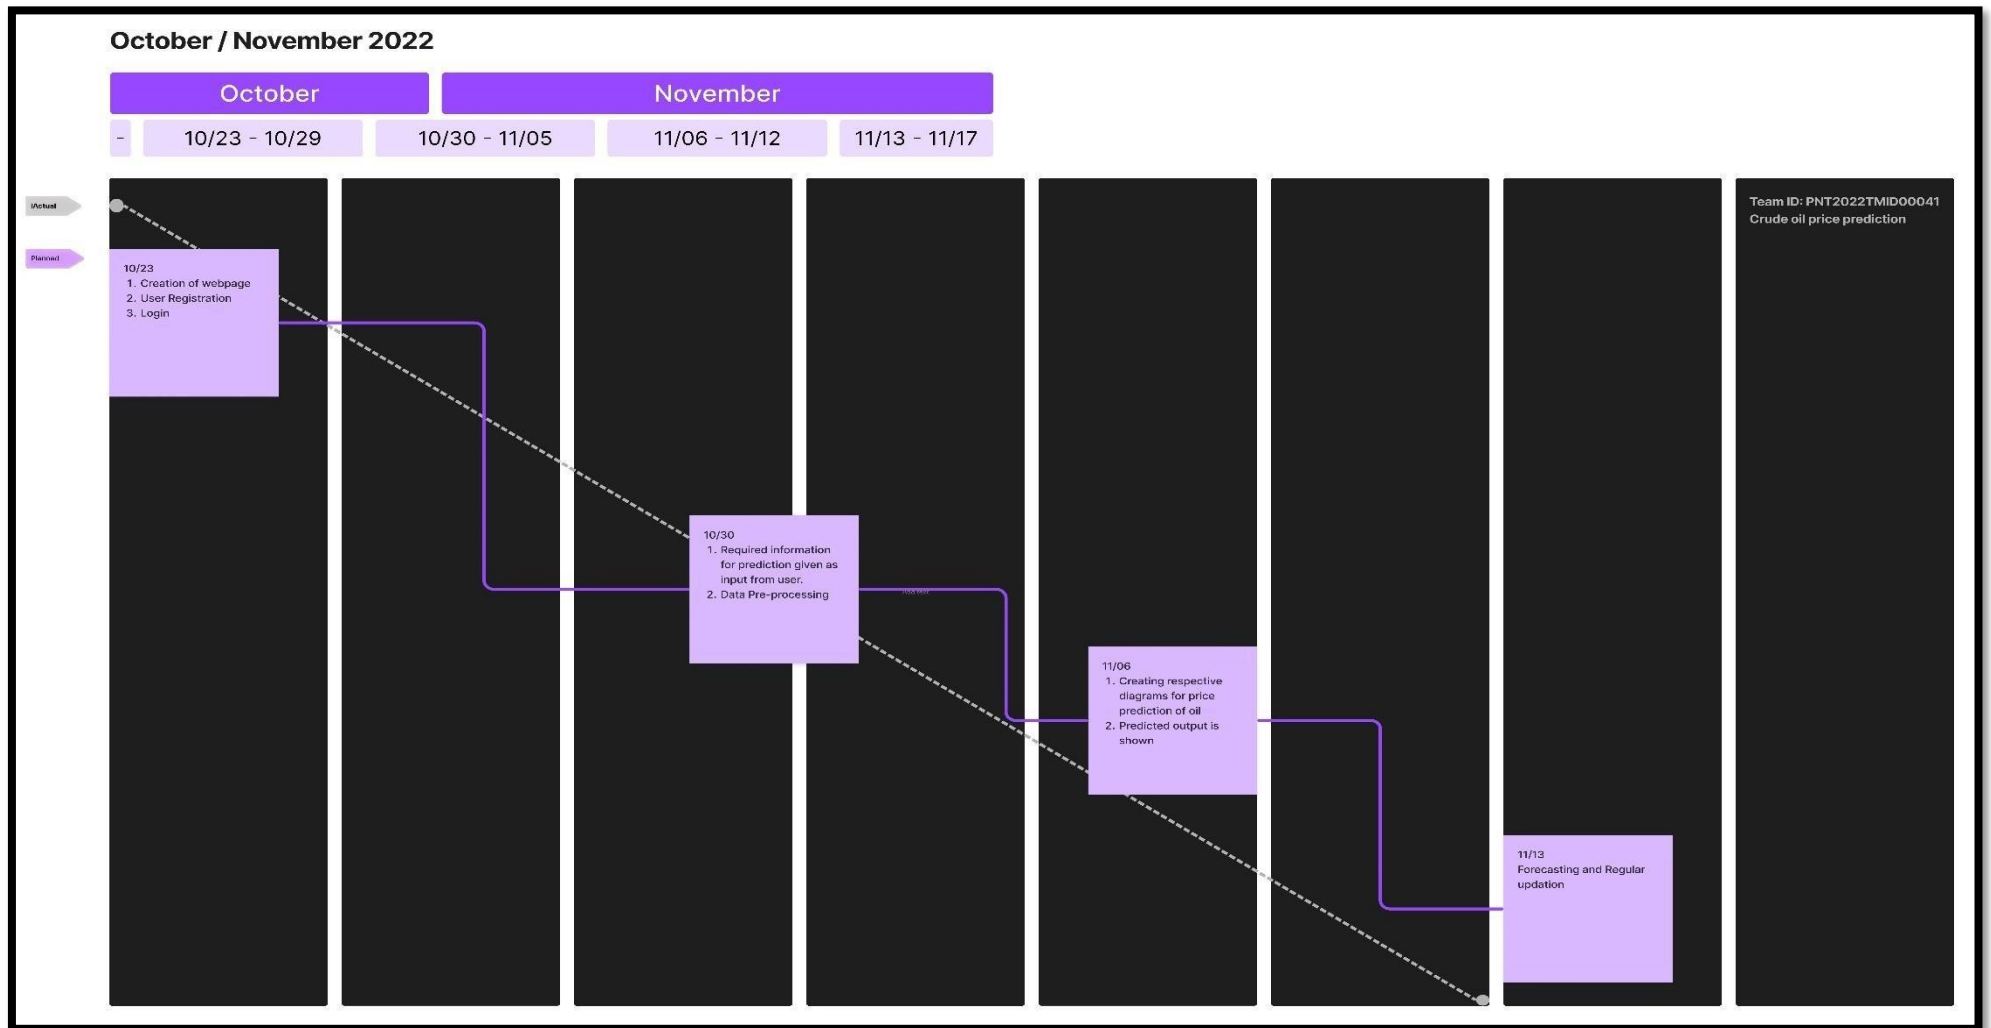 October / November 2022
October
November
-
10/23 - 10/29
10/30 - 11/05
11/06 - 11/12
11/13 - 11/17
iActual
Planned
Team ID: PNT2022TMID00041
Crude oil price prediction
10/23
1. Creation of webpage
2. User Registration
3. Login
10/30
1. Required information
for prediction given as
input from user.
2. Data Pre-processing
11/06
1. Creating respective
diagrams for price
prediction of oil
2. Predicted output is
shown
11/13
Forecasting and Regular
updation